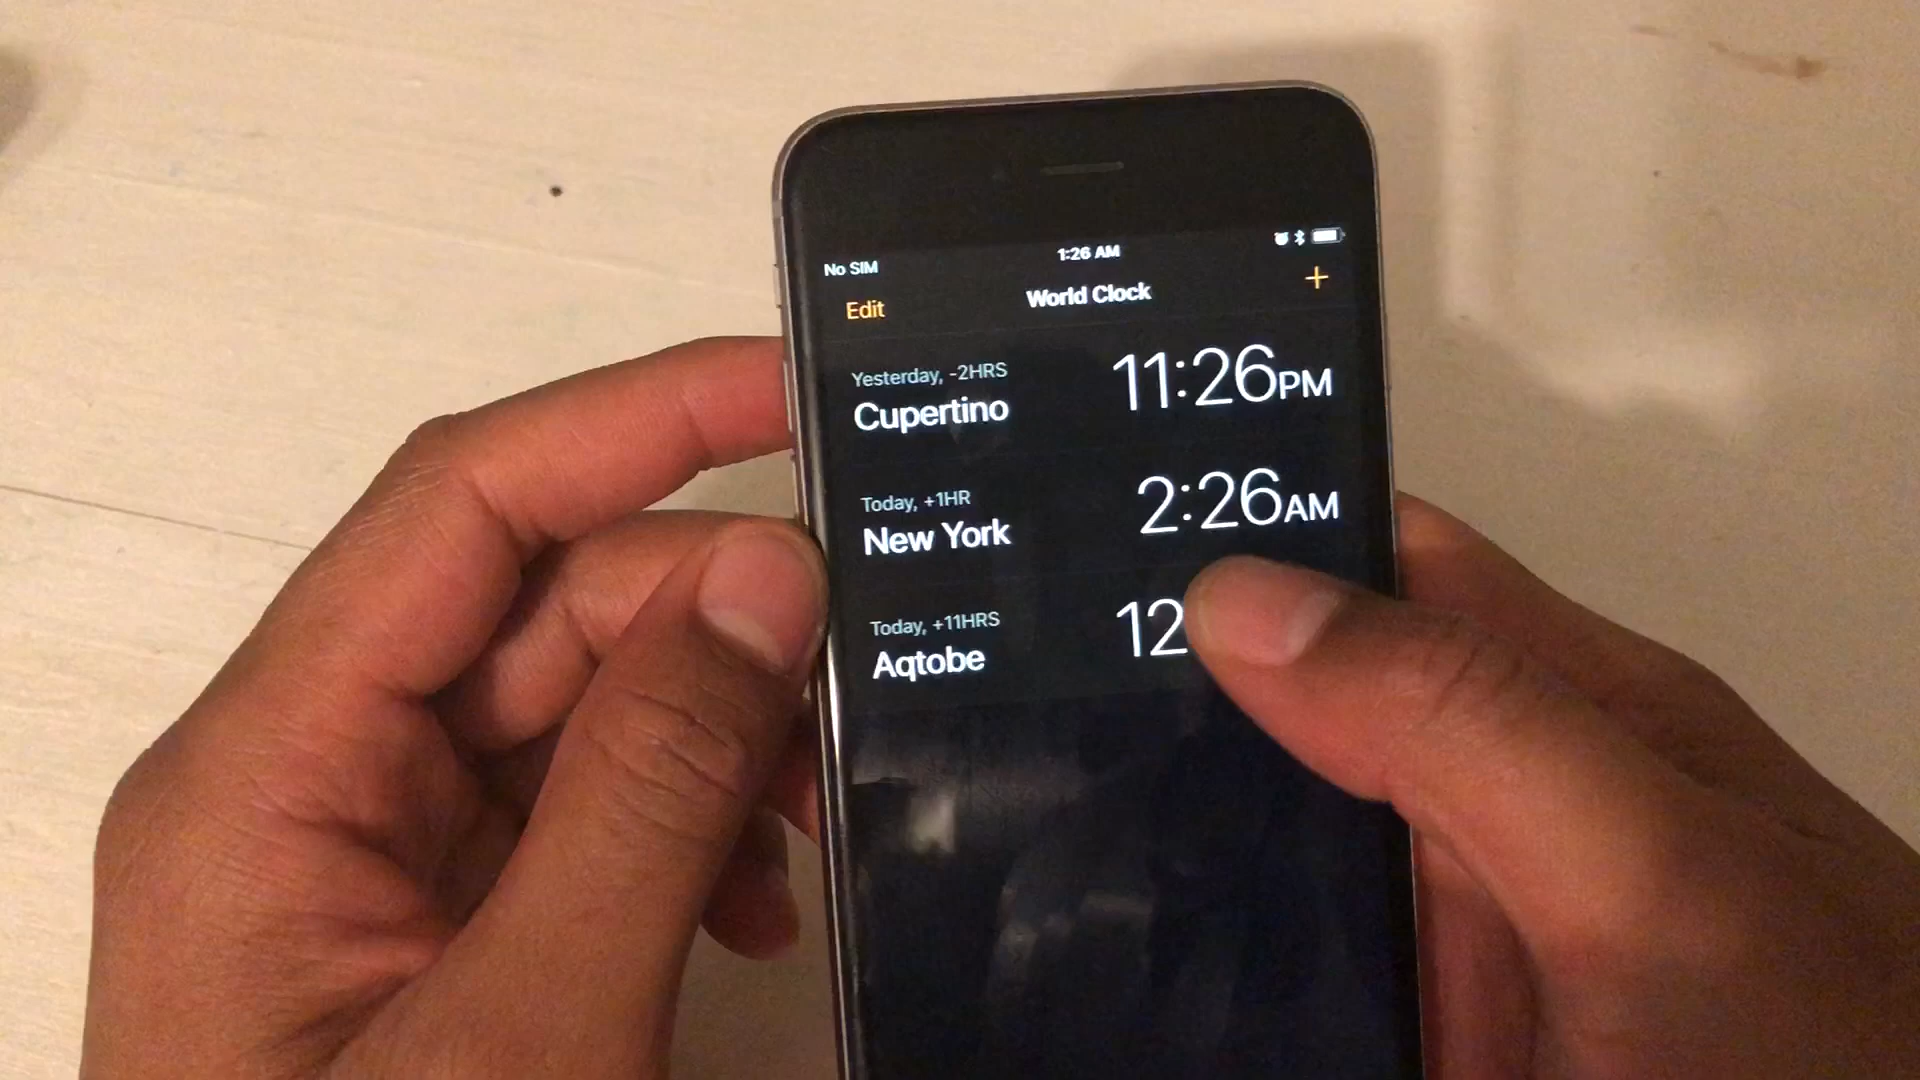 No SIM 1:26 AM
Edit World Clock +
Yesterday, -2HRS
Cupertino 11:26PM
Today, +1HR
New York 2:26AM
Today, +11HRS
Aqtobe 12